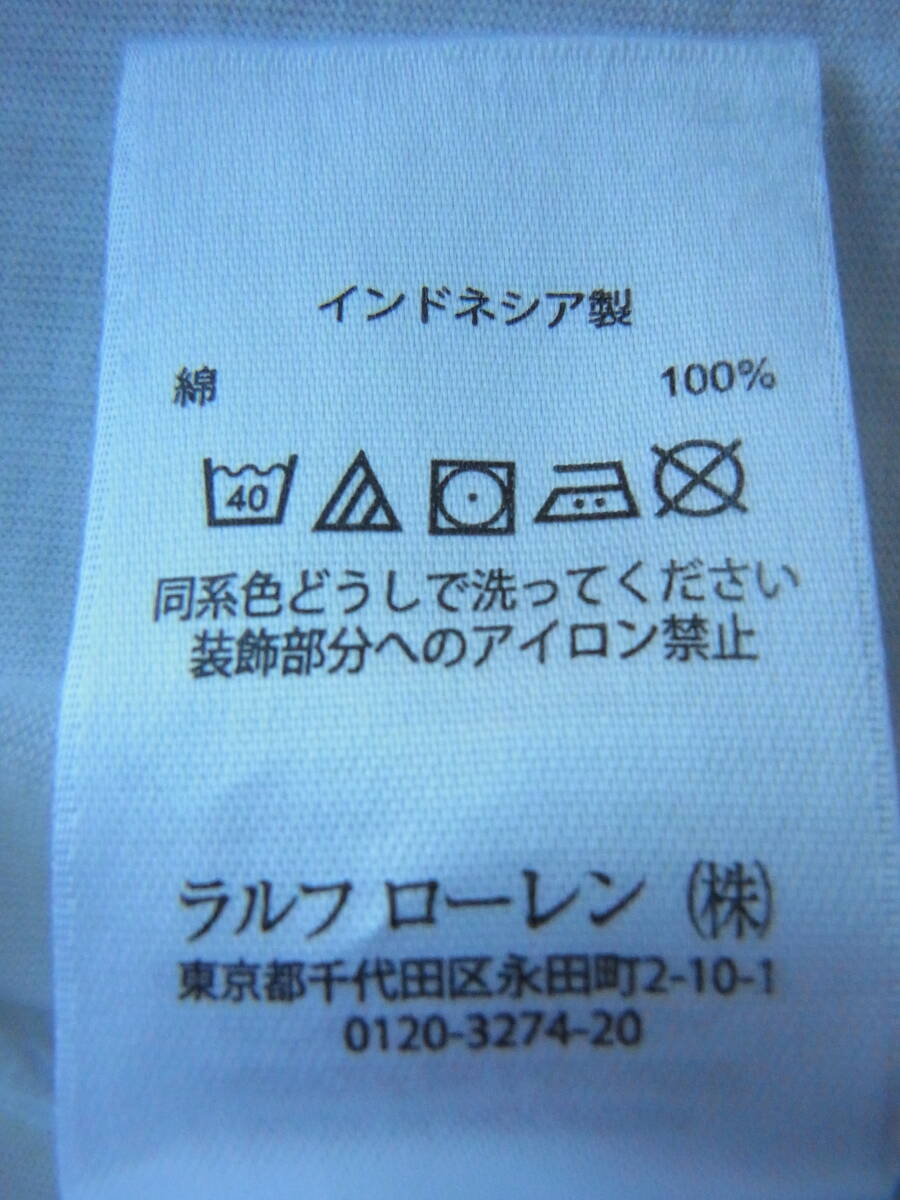 インドネシア製
綿 100%
40
同系色どうしで洗ってください
装飾部分へのアイロン禁止
ラルフ ローレン (株)
東京都千代田区永田町2-10-1
0120-3274-20